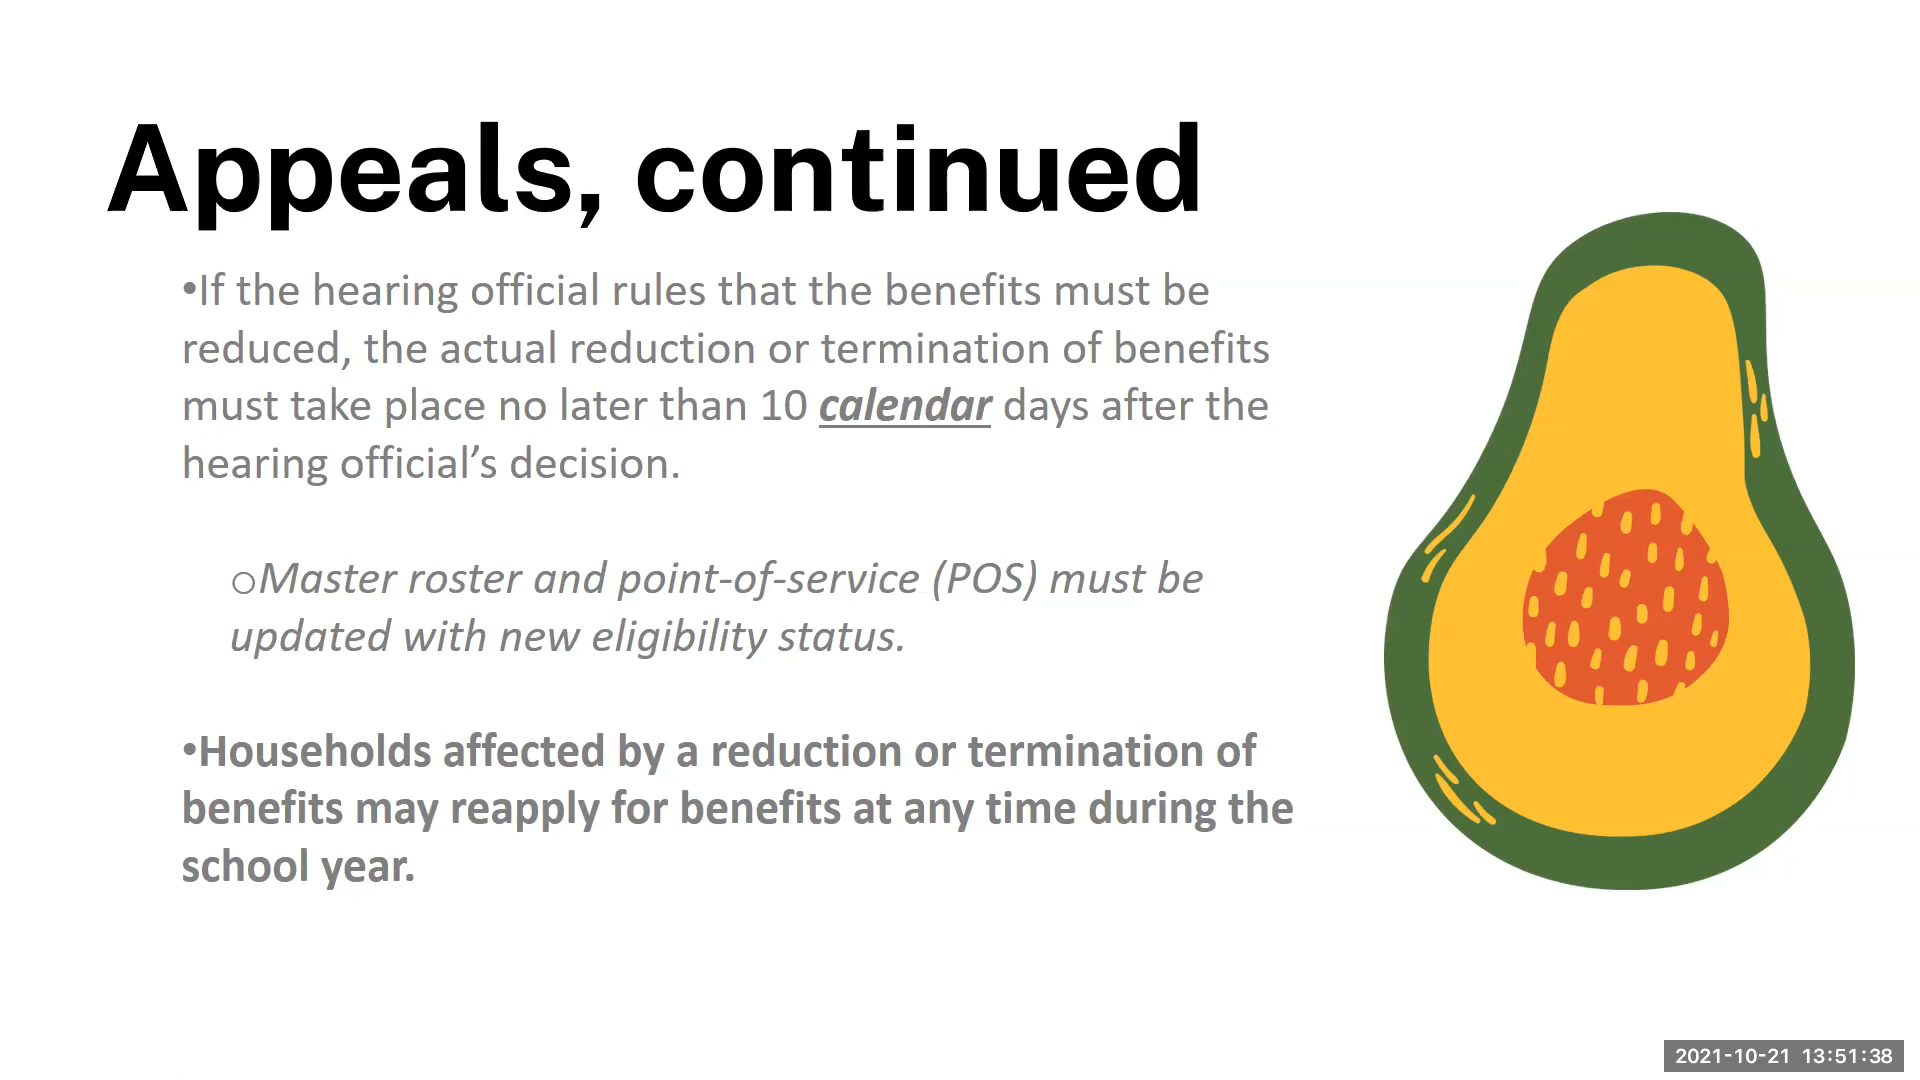 Appeals, continued
•If the hearing official rules that the benefits must be
reduced, the actual reduction or termination of benefits
must take place no later than 10 calendar days after the
hearing official’s decision.
○Master roster and point-of-service (POS) must be
updated with new eligibility status.
•Households affected by a reduction or termination of
benefits may reapply for benefits at any time during the
school year.
2021-10-21 13:51:38